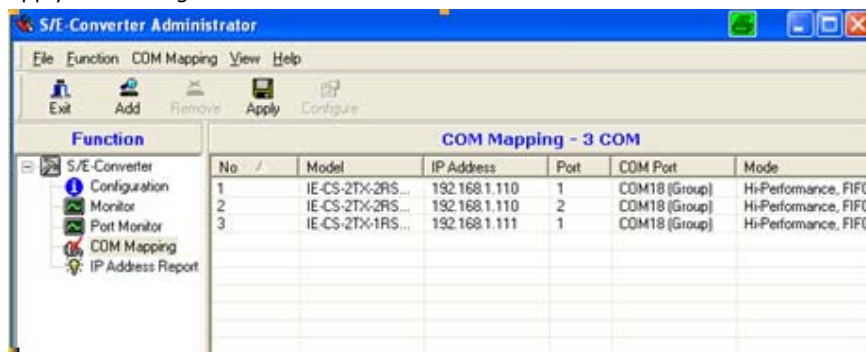 S/E-Converter Administrator
File Function COM Mapping View Help
Exit Add Remove Apply Configure
Function COM Mapping - 3 COM
S/E-Converter
Configuration
Monitor
Port Monitor
COM Mapping
IP Address Report
No / Model IP Address Port COM Port Mode
1 IE-CS-2TX-2RS... 192.168.1.110 1 COM18 (Group) Hi-Performance, FIFO
2 IE-CS-2TX-2RS... 192.168.1.110 2 COM18 (Group) Hi-Performance, FIFO
3 IE-CS-2TX-1RS... 192.168.1.111 1 COM18 (Group) Hi-Performance, FIFO